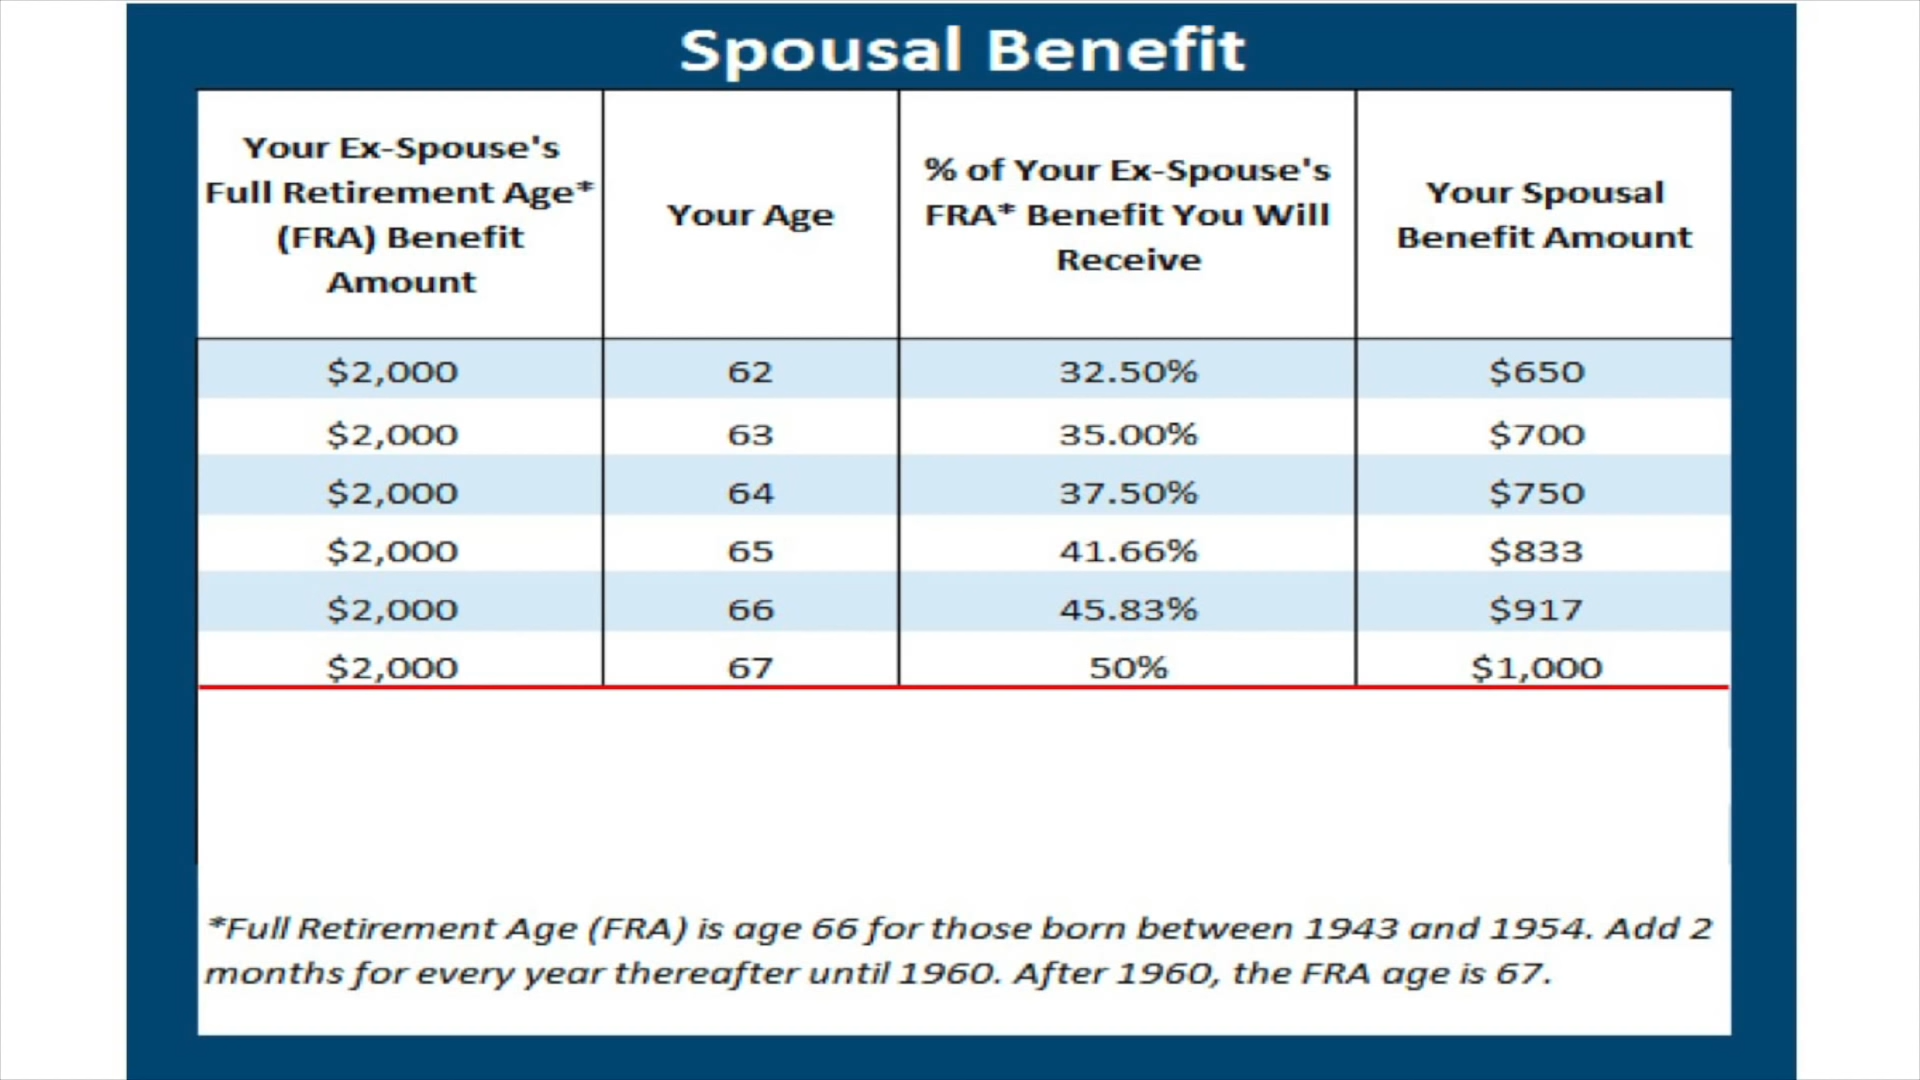 Spousal Benefit
Your Ex-Spouse's
Full Retirement Age*
(FRA) Benefit
Amount
Your Age
% of Your Ex-Spouse's
FRA* Benefit You Will
Receive
Your Spousal
Benefit Amount
$2,000 62 32.50% $650
$2,000 63 35.00% $700
$2,000 64 37.50% $750
$2,000 65 41.66% $833
$2,000 66 45.83% $917
$2,000 67 50% $1,000
*Full Retirement Age (FRA) is age 66 for those born between 1943 and 1954. Add 2
months for every year thereafter until 1960. After 1960, the FRA age is 67.